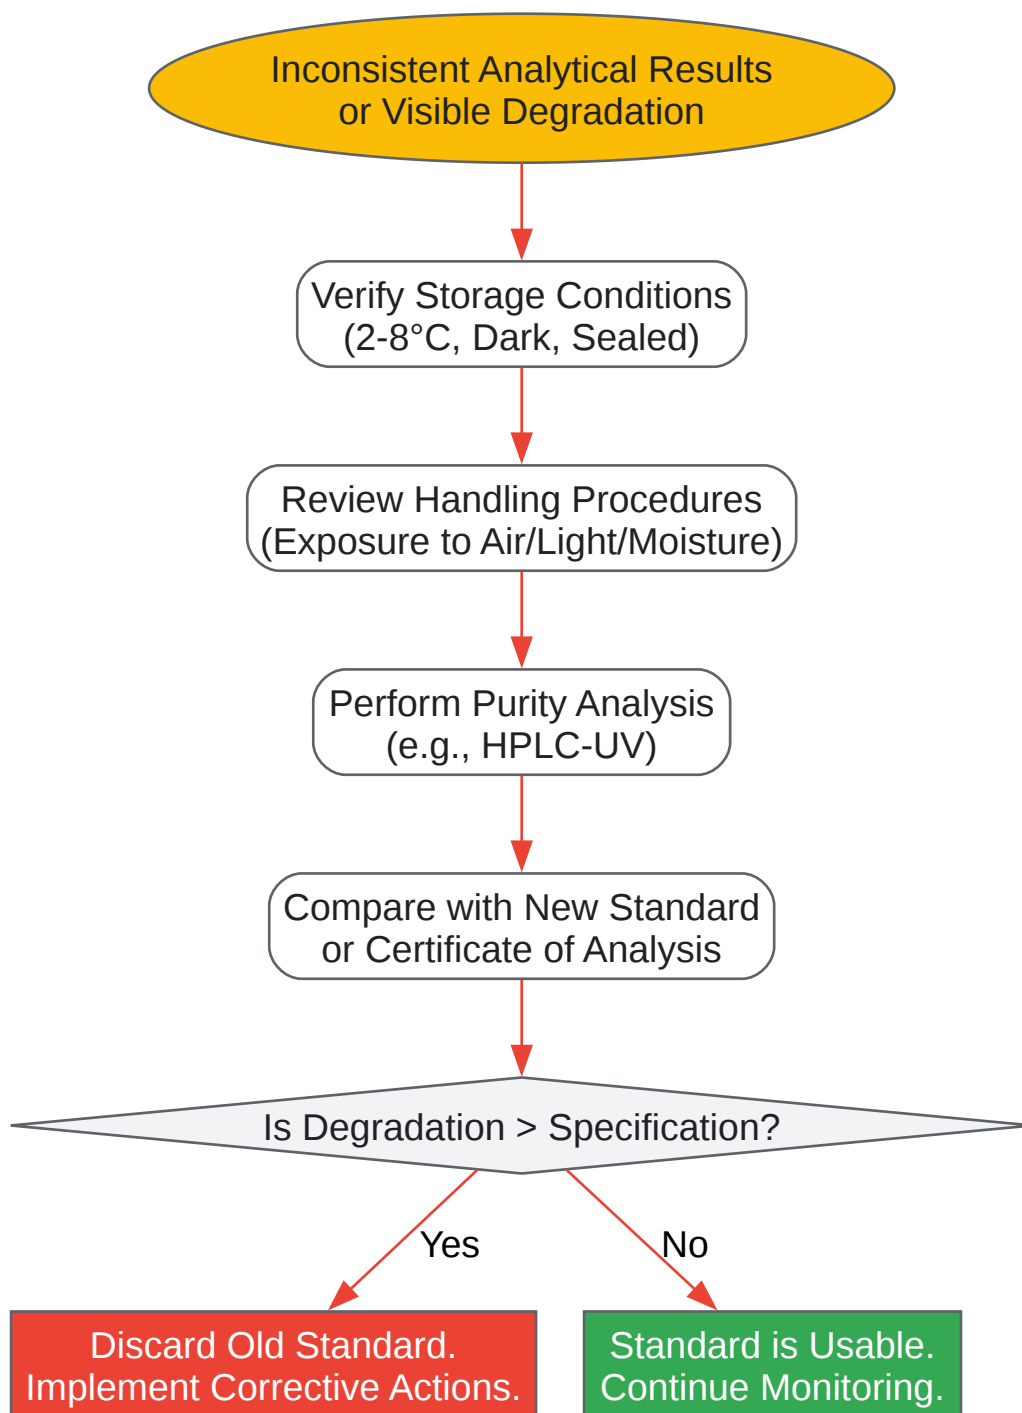 Inconsistent Analytical Results
or Visible Degradation
Verify Storage Conditions
(2-8°C, Dark, Sealed)
Review Handling Procedures
(Exposure to Air/Light/Moisture)
Perform Purity Analysis
(e.g., HPLC-UV)
Compare with New Standard
or Certificate of Analysis
Is Degradation > Specification?
Yes
No
Discard Old Standard.
Implement Corrective Actions.
Standard is Usable.
Continue Monitoring.